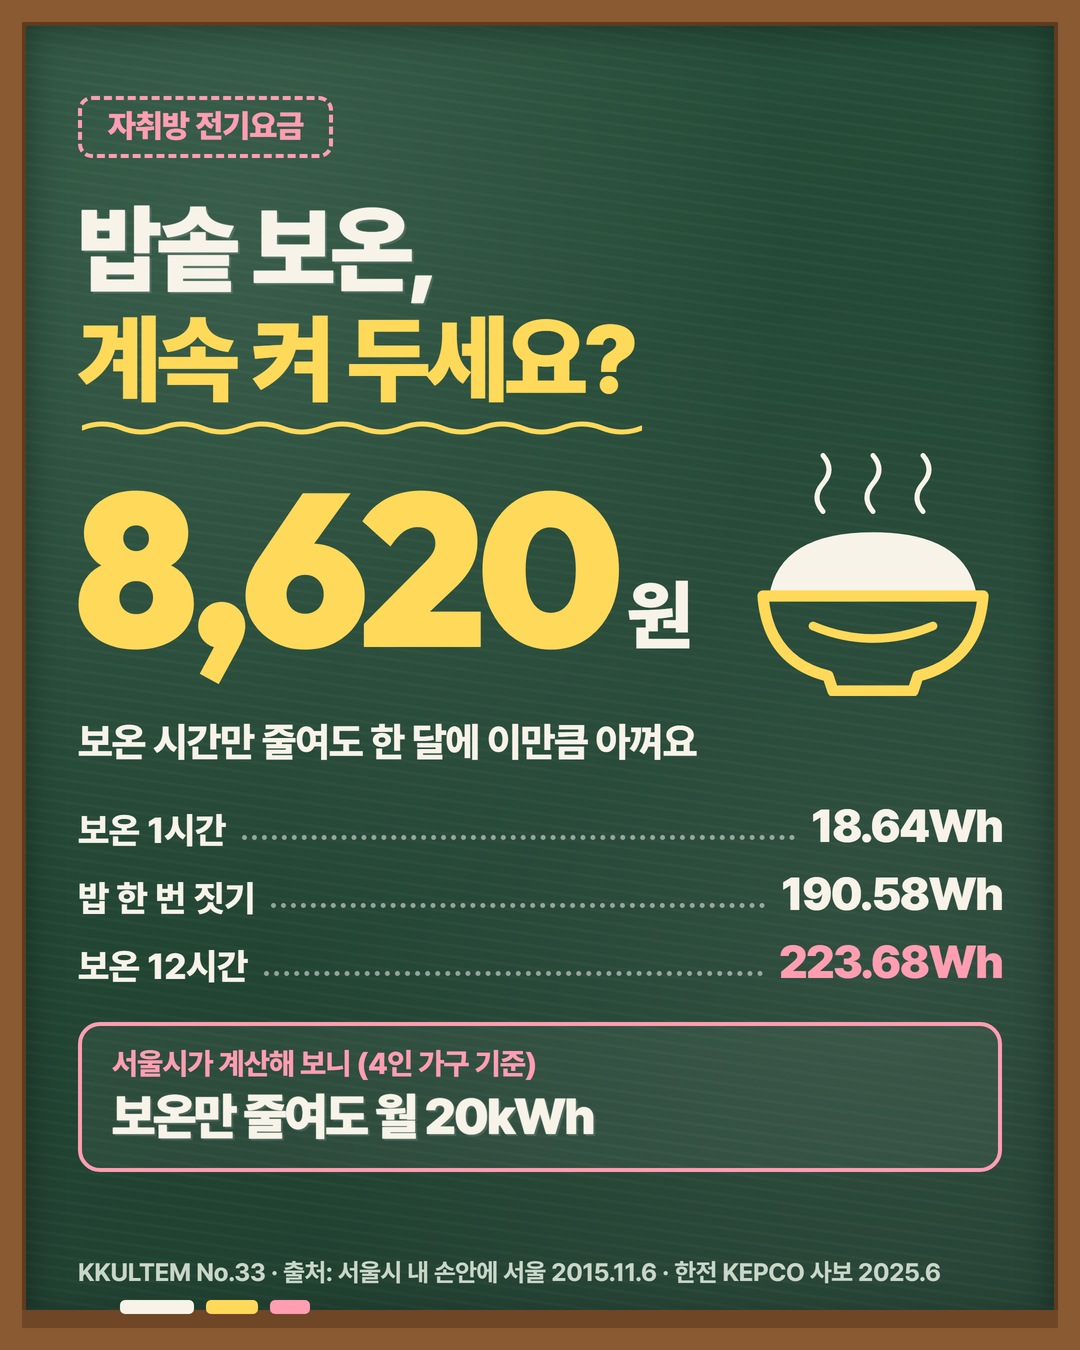 자취방 전기요금
밥솥 보온,
계속 켜 두세요?
8,620원
보온 시간만 줄여도 한 달에 이만큼 아껴요
보온 1시간 18.64Wh
밥 한 번 짓기 190.58Wh
보온 12시간 223.68Wh
서울시가 계산해 보니 (4인 가구 기준)
보온만 줄여도 월 20kWh
KKULTEM No.33 · 출처: 서울시 내 손안에 서울 2015.11.6 · 한전 KEPCO 사보 2025.6